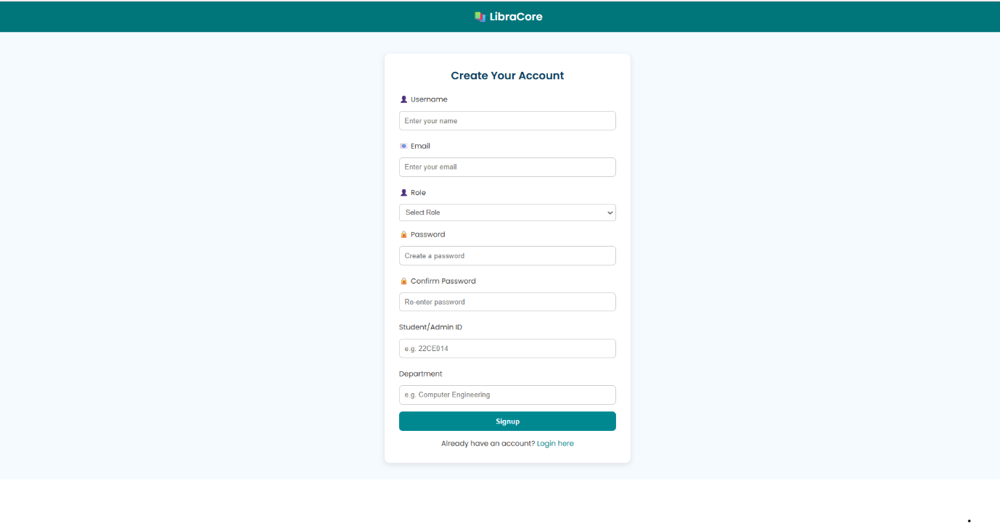 LibraCore
Create Your Account
Username
Enter your name
Email
Enter your email
Role
Select Role
Password
Create a password
Confirm Password
Re-enter password
Student/Admin ID
e.g. 22CE014
Department
e.g. Computer Engineering
Signup
Already have an account? Login here